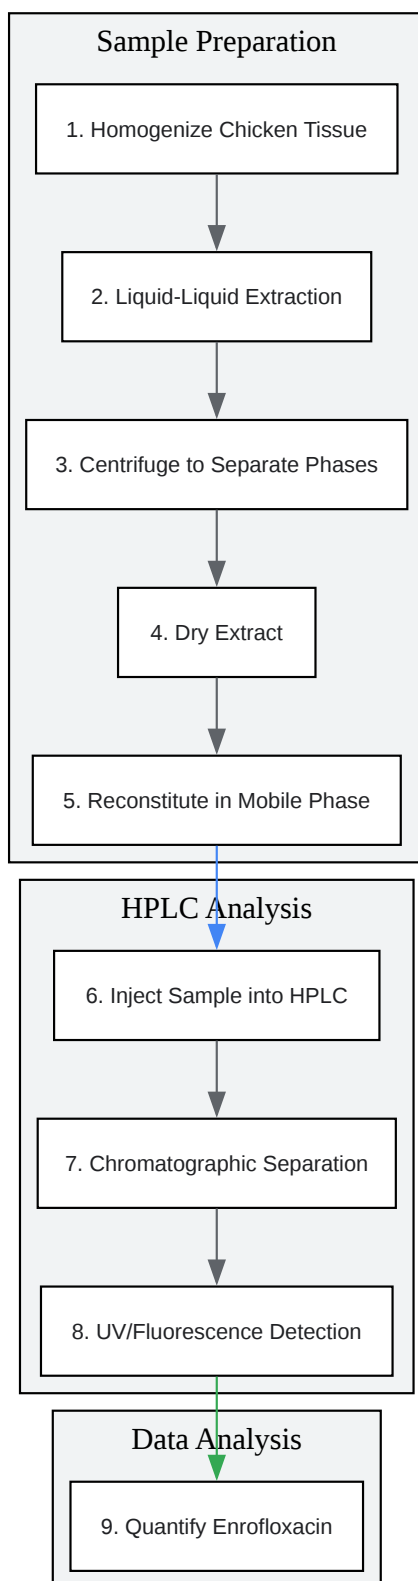 Sample Preparation
1. Homogenize Chicken Tissue
2. Liquid-Liquid Extraction
3. Centrifuge to Separate Phases
4. Dry Extract
5. Reconstitute in Mobile Phase
HPLC Analysis
6. Inject Sample into HPLC
7. Chromatographic Separation
8. UV/Fluorescence Detection
Data Analysis
9. Quantify Enrofloxacin